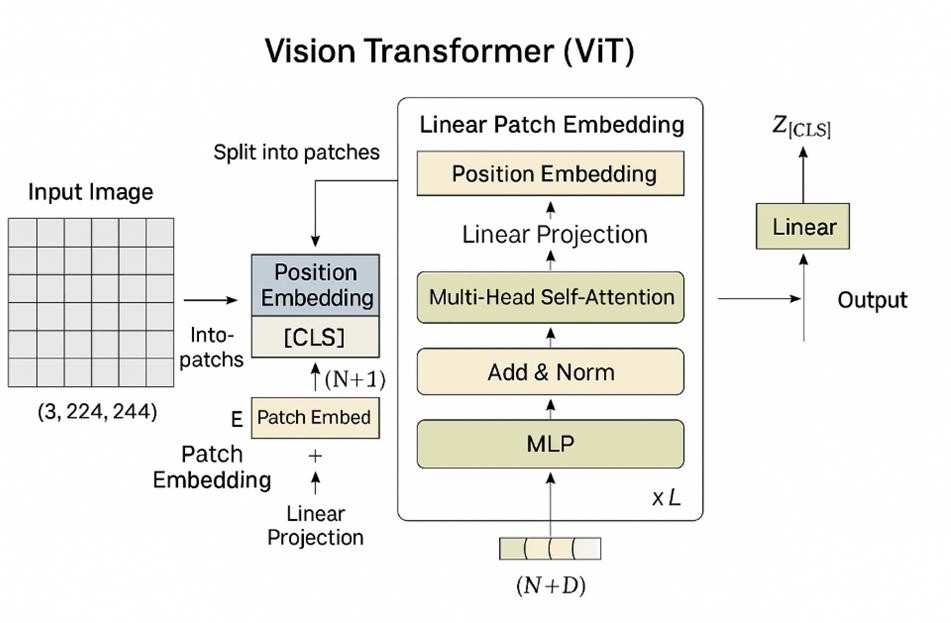 Vision Transformer (ViT)
Input Image
(3, 224, 244)
Split into patches
Into-
patchs
Position
Embedding
[CLS]
(N+1)
E
Patch Embed
Patch
Embedding
+
Linear
Projection
Linear Patch Embedding
Position Embedding
Linear Projection
Multi-Head Self-Attention
Add & Norm
MLP
x L
(N+D)
Z[CLS]
Linear
Output